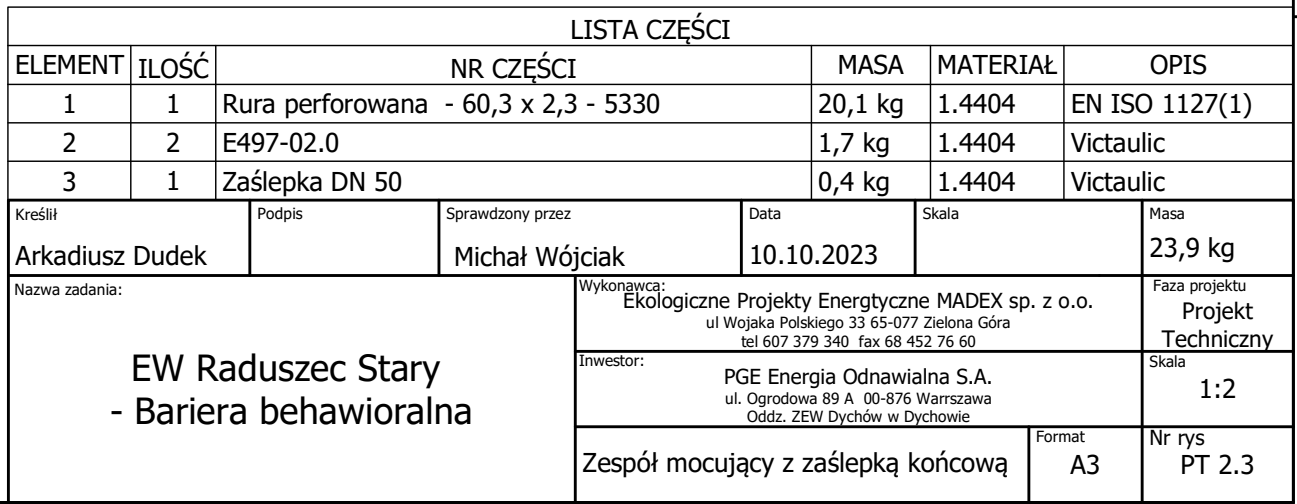 LISTA CZĘŚCI
ELEMENT ILOŚĆ NR CZĘŚCI MASA MATERIAŁ OPIS
1 1 Rura perforowana - 60,3 x 2,3 - 5330 20,1 kg 1.4404 EN ISO 1127(1)
2 2 E497-02.0 1,7 kg 1.4404 Victaulic
3 1 Zaślepka DN 50 0,4 kg 1.4404 Victaulic
Kreślił Podpis Sprawdzony przez Data Skala Masa
Arkadiusz Dudek Michał Wójciak 10.10.2023 23,9 kg
Nazwa zadania:
EW Raduszec Stary
- Bariera behawioralna
Wykonawca:
Ekologiczne Projekty Energtyczne MADEX sp. z o.o.
ul Wojaka Polskiego 33 65-077 Zielona Góra
tel 607 379 340 fax 68 452 76 60
Faza projektu
Projekt
Techniczny
Inwestor:
PGE Energia Odnawialna S.A.
ul. Ogrodowa 89 A 00-876 Warrszawa
Oddz. ZEW Dychów w Dychowie
Skala
1:2
Zespół mocujący z zaślepką końcową
Format
A3
Nr rys
PT 2.3